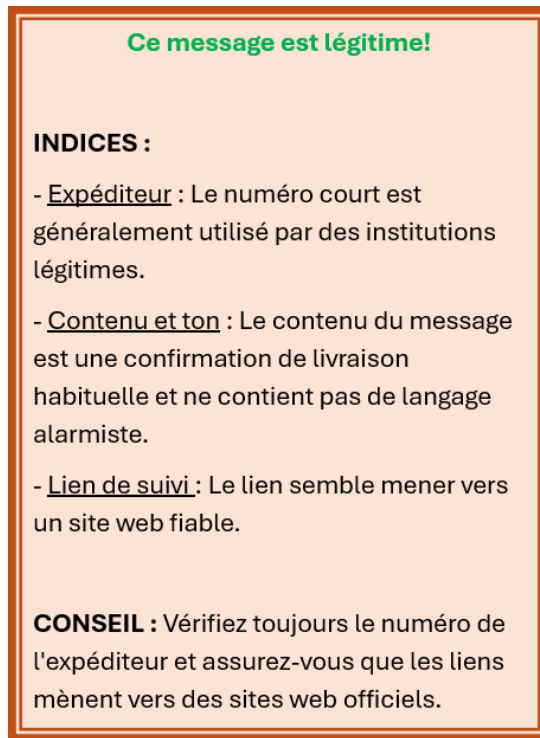 Ce message est légitime!
INDICES :
- Expéditeur : Le numéro court est
généralement utilisé par des institutions
légitimes.
- Contenu et ton : Le contenu du message
est une confirmation de livraison
habituelle et ne contient pas de langage
alarmiste.
- Lien de suivi : Le lien semble mener vers
un site web fiable.
CONSEIL : Vérifiez toujours le numéro de
l'expéditeur et assurez-vous que les liens
mènent vers des sites web officiels.